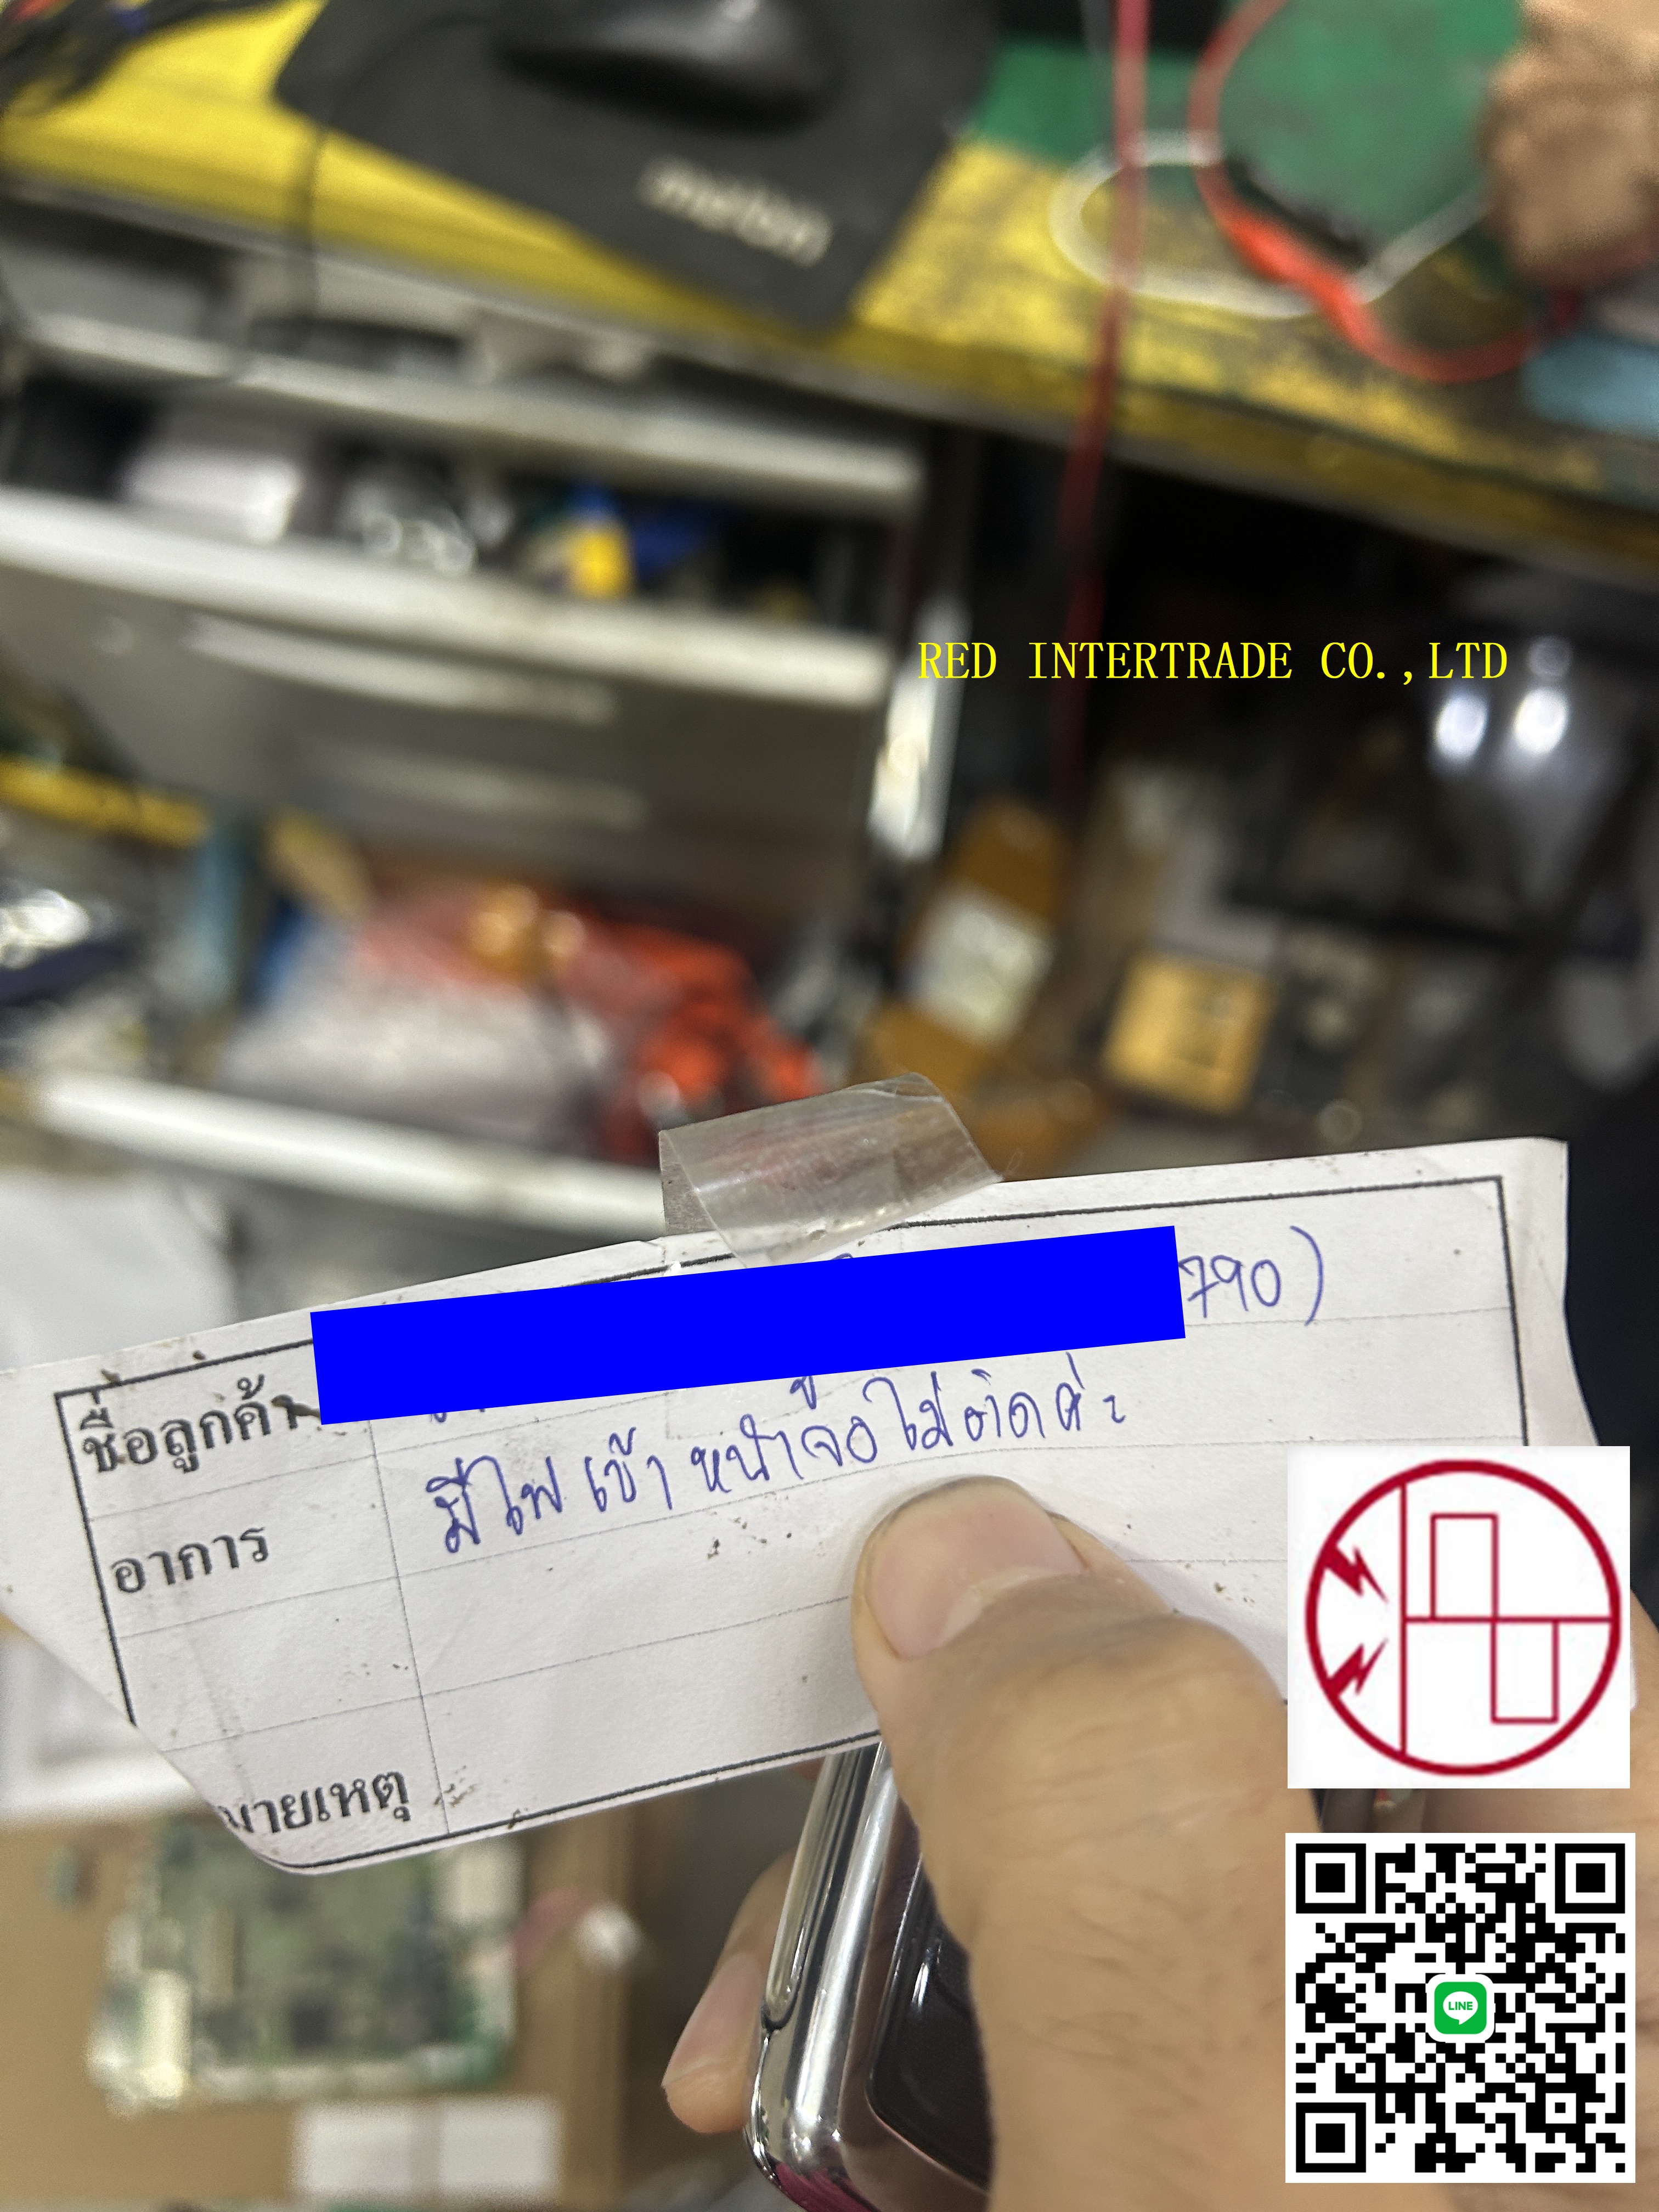 RED INTERTRADE CO.,LTD
ชื่อลูกค้า 790)
อาการ มีไฟเข้า หน้าจอไม่ติดค่ะ
มายเหตุ
LINE